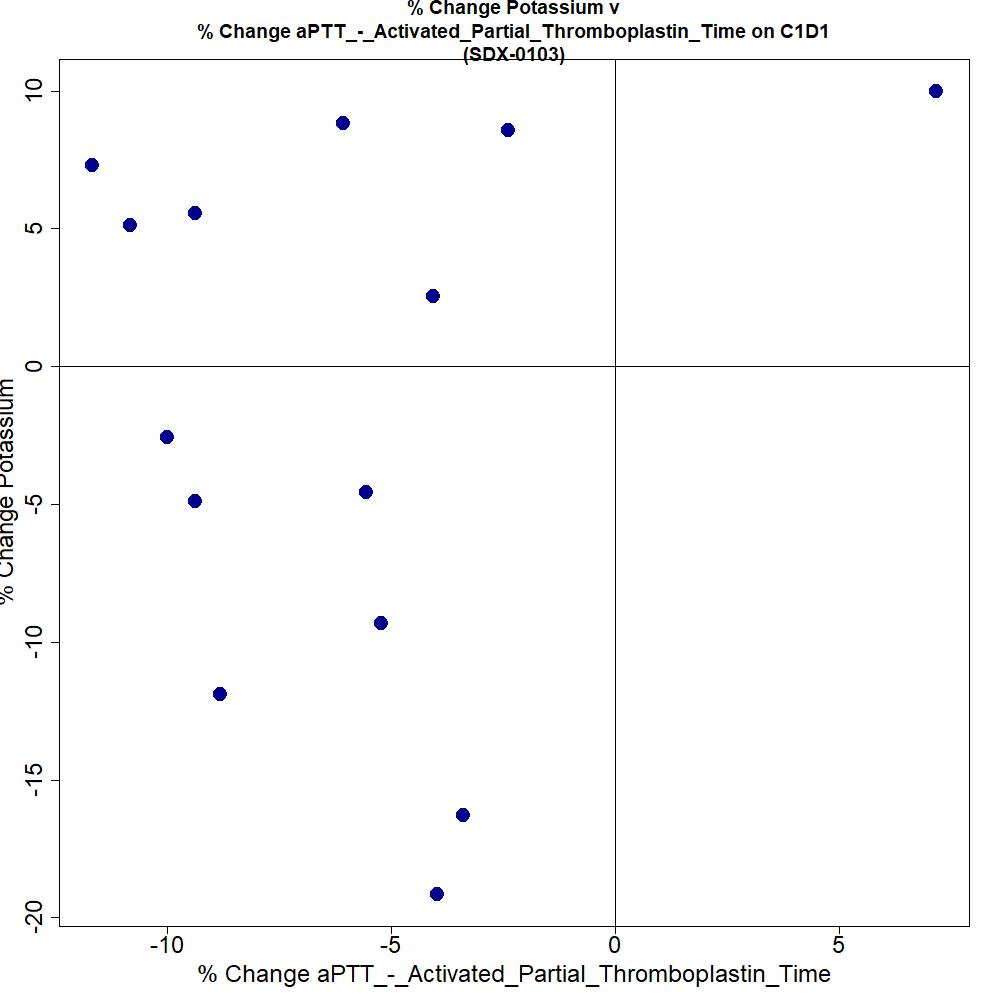 % Change Potassium v
% Change aPTT_-_Activated_Partial_Thromboplastin_Time on C1D1
(SDX-0103)
10
5
0
-5
-10
-15
-20
% Change Potassium
-10
-5
0
5
% Change aPTT_-_Activated_Partial_Thromboplastin_Time